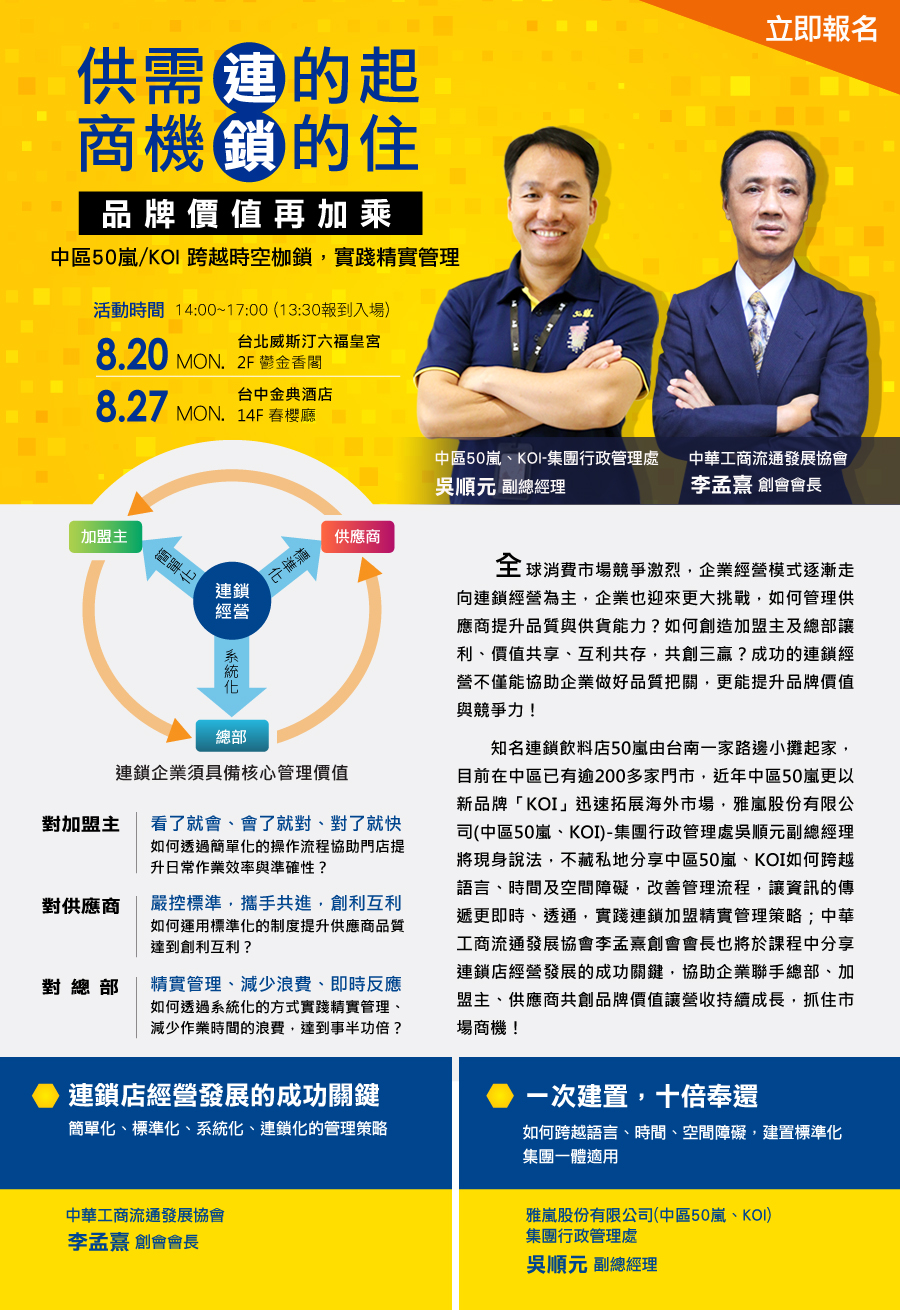 立即報名
供需連的起
商機鎖的住
品牌價值再加乘
中區50嵐/KOI 跨越時空枷鎖，實踐精實管理
活動時間 14:00~17:00 (13:30報到入場)
8.20 MON. 台北威斯汀六福皇宮
2F 鬱金香閣
8.27 MON. 台中金典酒店
14F 春櫻廳
中區50嵐、KOI-集團行政管理處
吳順元 副總經理
中華工商流通發展協會
李孟熹 創會會長
加盟主
供應商
簡單化
標準化
連鎖
經營
系統化
總部
連鎖企業須具備核心管理價值
對加盟主
看了就會、會了就對、對了就快
如何透過簡單化的操作流程協助門店提
升日常作業效率與準確性？
對供應商
嚴控標準，攜手共進，創利互利
如何運用標準化的制度提升供應商品質
達到創利互利？
對總部
精實管理、減少浪費、即時反應
如何透過系統化的方式實踐精實管理、
減少作業時間的浪費，達到事半功倍？
全球消費市場競爭激烈，企業經營模式逐漸走
向連鎖經營為主，企業也迎來更大挑戰，如何管理供
應商提升品質與供貨能力？如何創造加盟主及總部讓
利、價值共享、互利共存，共創三贏？成功的連鎖經
營不僅能協助企業做好品質把關，更能提升品牌價值
與競爭力！
知名連鎖飲料店50嵐由台南一家路邊小攤起家，
目前在中區已有逾200多家門市，近年中區50嵐更以
新品牌「KOI」迅速拓展海外市場，雅嵐股份有限公
司(中區50嵐、KOI)-集團行政管理處吳順元副總經理
將現身說法，不藏私地分享中區50嵐、KOI如何跨越
語言、時間及空間障礙，改善管理流程，讓資訊的傳
遞更即時、透通，實踐連鎖加盟精實管理策略；中華
工商流通發展協會李孟熹創會會長也將於課程中分享
連鎖店經營發展的成功關鍵，協助企業聯手總部、加
盟主、供應商共創品牌價值讓營收持續成長，抓住市
場商機！
連鎖店經營發展的成功關鍵
簡單化、標準化、系統化、連鎖化的管理策略
中華工商流通發展協會
李孟熹 創會會長
一次建置，十倍奉還
如何跨越語言、時間、空間障礙，建置標準化
集團一體適用
雅嵐股份有限公司(中區50嵐、KOI)
集團行政管理處
吳順元 副總經理